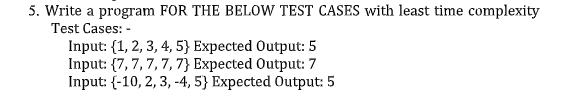 5. Write a program FOR THE BELOW TEST CASES with least time complexity
Test Cases: -
Input: {1, 2, 3, 4, 5} Expected Output: 5
Input: {7, 7, 7, 7, 7} Expected Output: 7
Input: {-10, 2, 3, -4, 5} Expected Output: 5